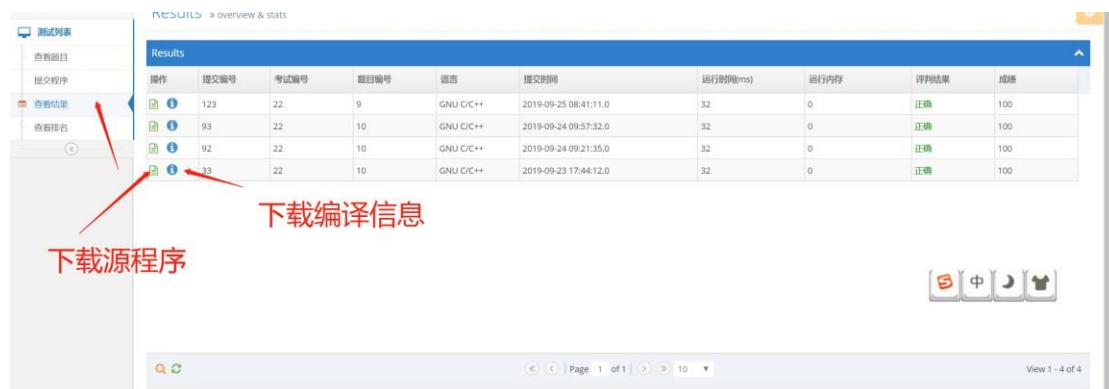 Results » overview & stats
测试列表
查看题目
提交程序
查看结果
查看排名
Results
操作 提交编号 考试编号 题目编号 语言 提交时间 运行时间(ms) 运行内存 评判结果 成绩
123 22 9 GNU C/C++ 2019-09-25 08:41:11.0 32 0 正确 100
93 22 10 GNU C/C++ 2019-09-24 09:57:32.0 32 0 正确 100
92 22 10 GNU C/C++ 2019-09-24 09:21:35.0 32 0 正确 100
33 22 10 GNU C/C++ 2019-09-23 17:44:12.0 32 0 正确 100
下载编译信息
下载源程序
中
Page 1 of 1 10 View 1 - 4 of 4